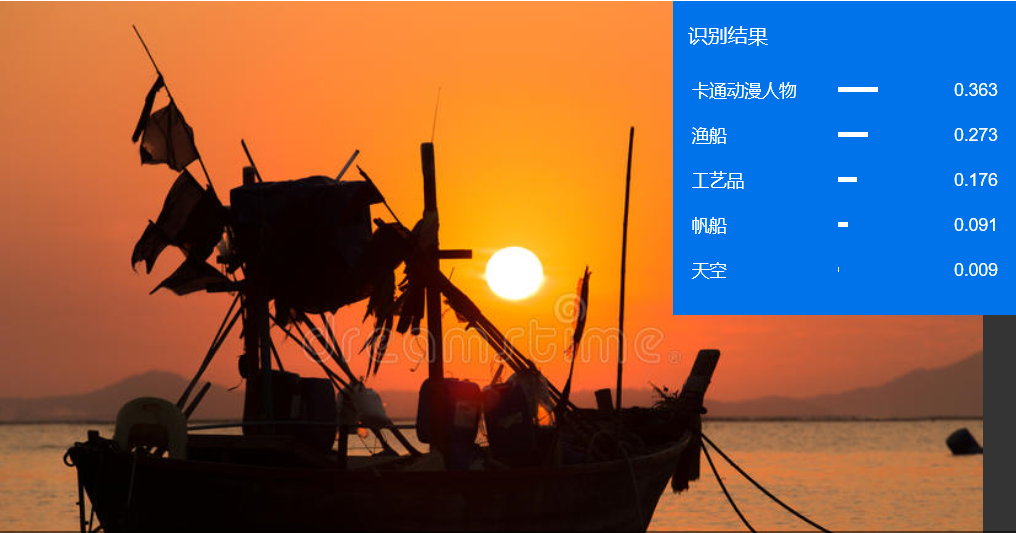 识别结果
卡通动漫人物 0.363
渔船 0.273
工艺品 0.176
帆船 0.091
天空 0.009
dreamstime